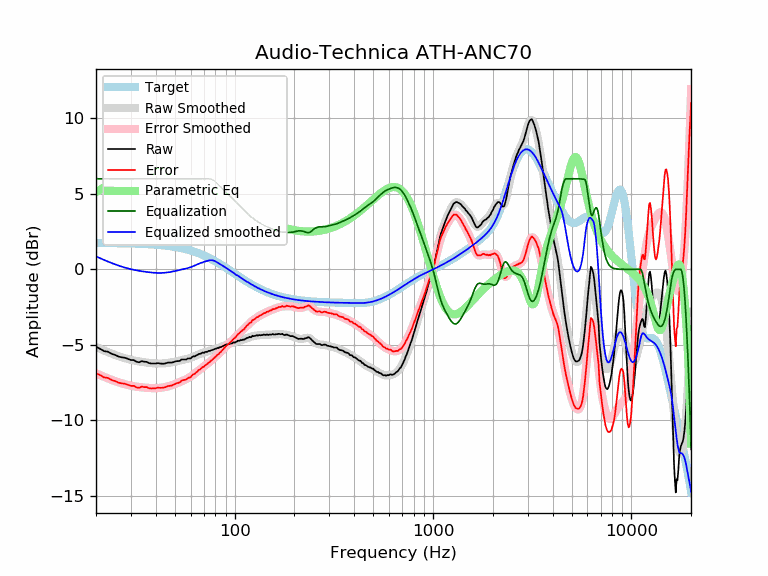 Audio-Technica ATH-ANC70
Target
Raw Smoothed
Error Smoothed
Raw
Error
Parametric Eq
Equalization
Equalized smoothed
10
5
0
−5
−10
−15
Amplitude (dBr)
100
1000
10000
Frequency (Hz)